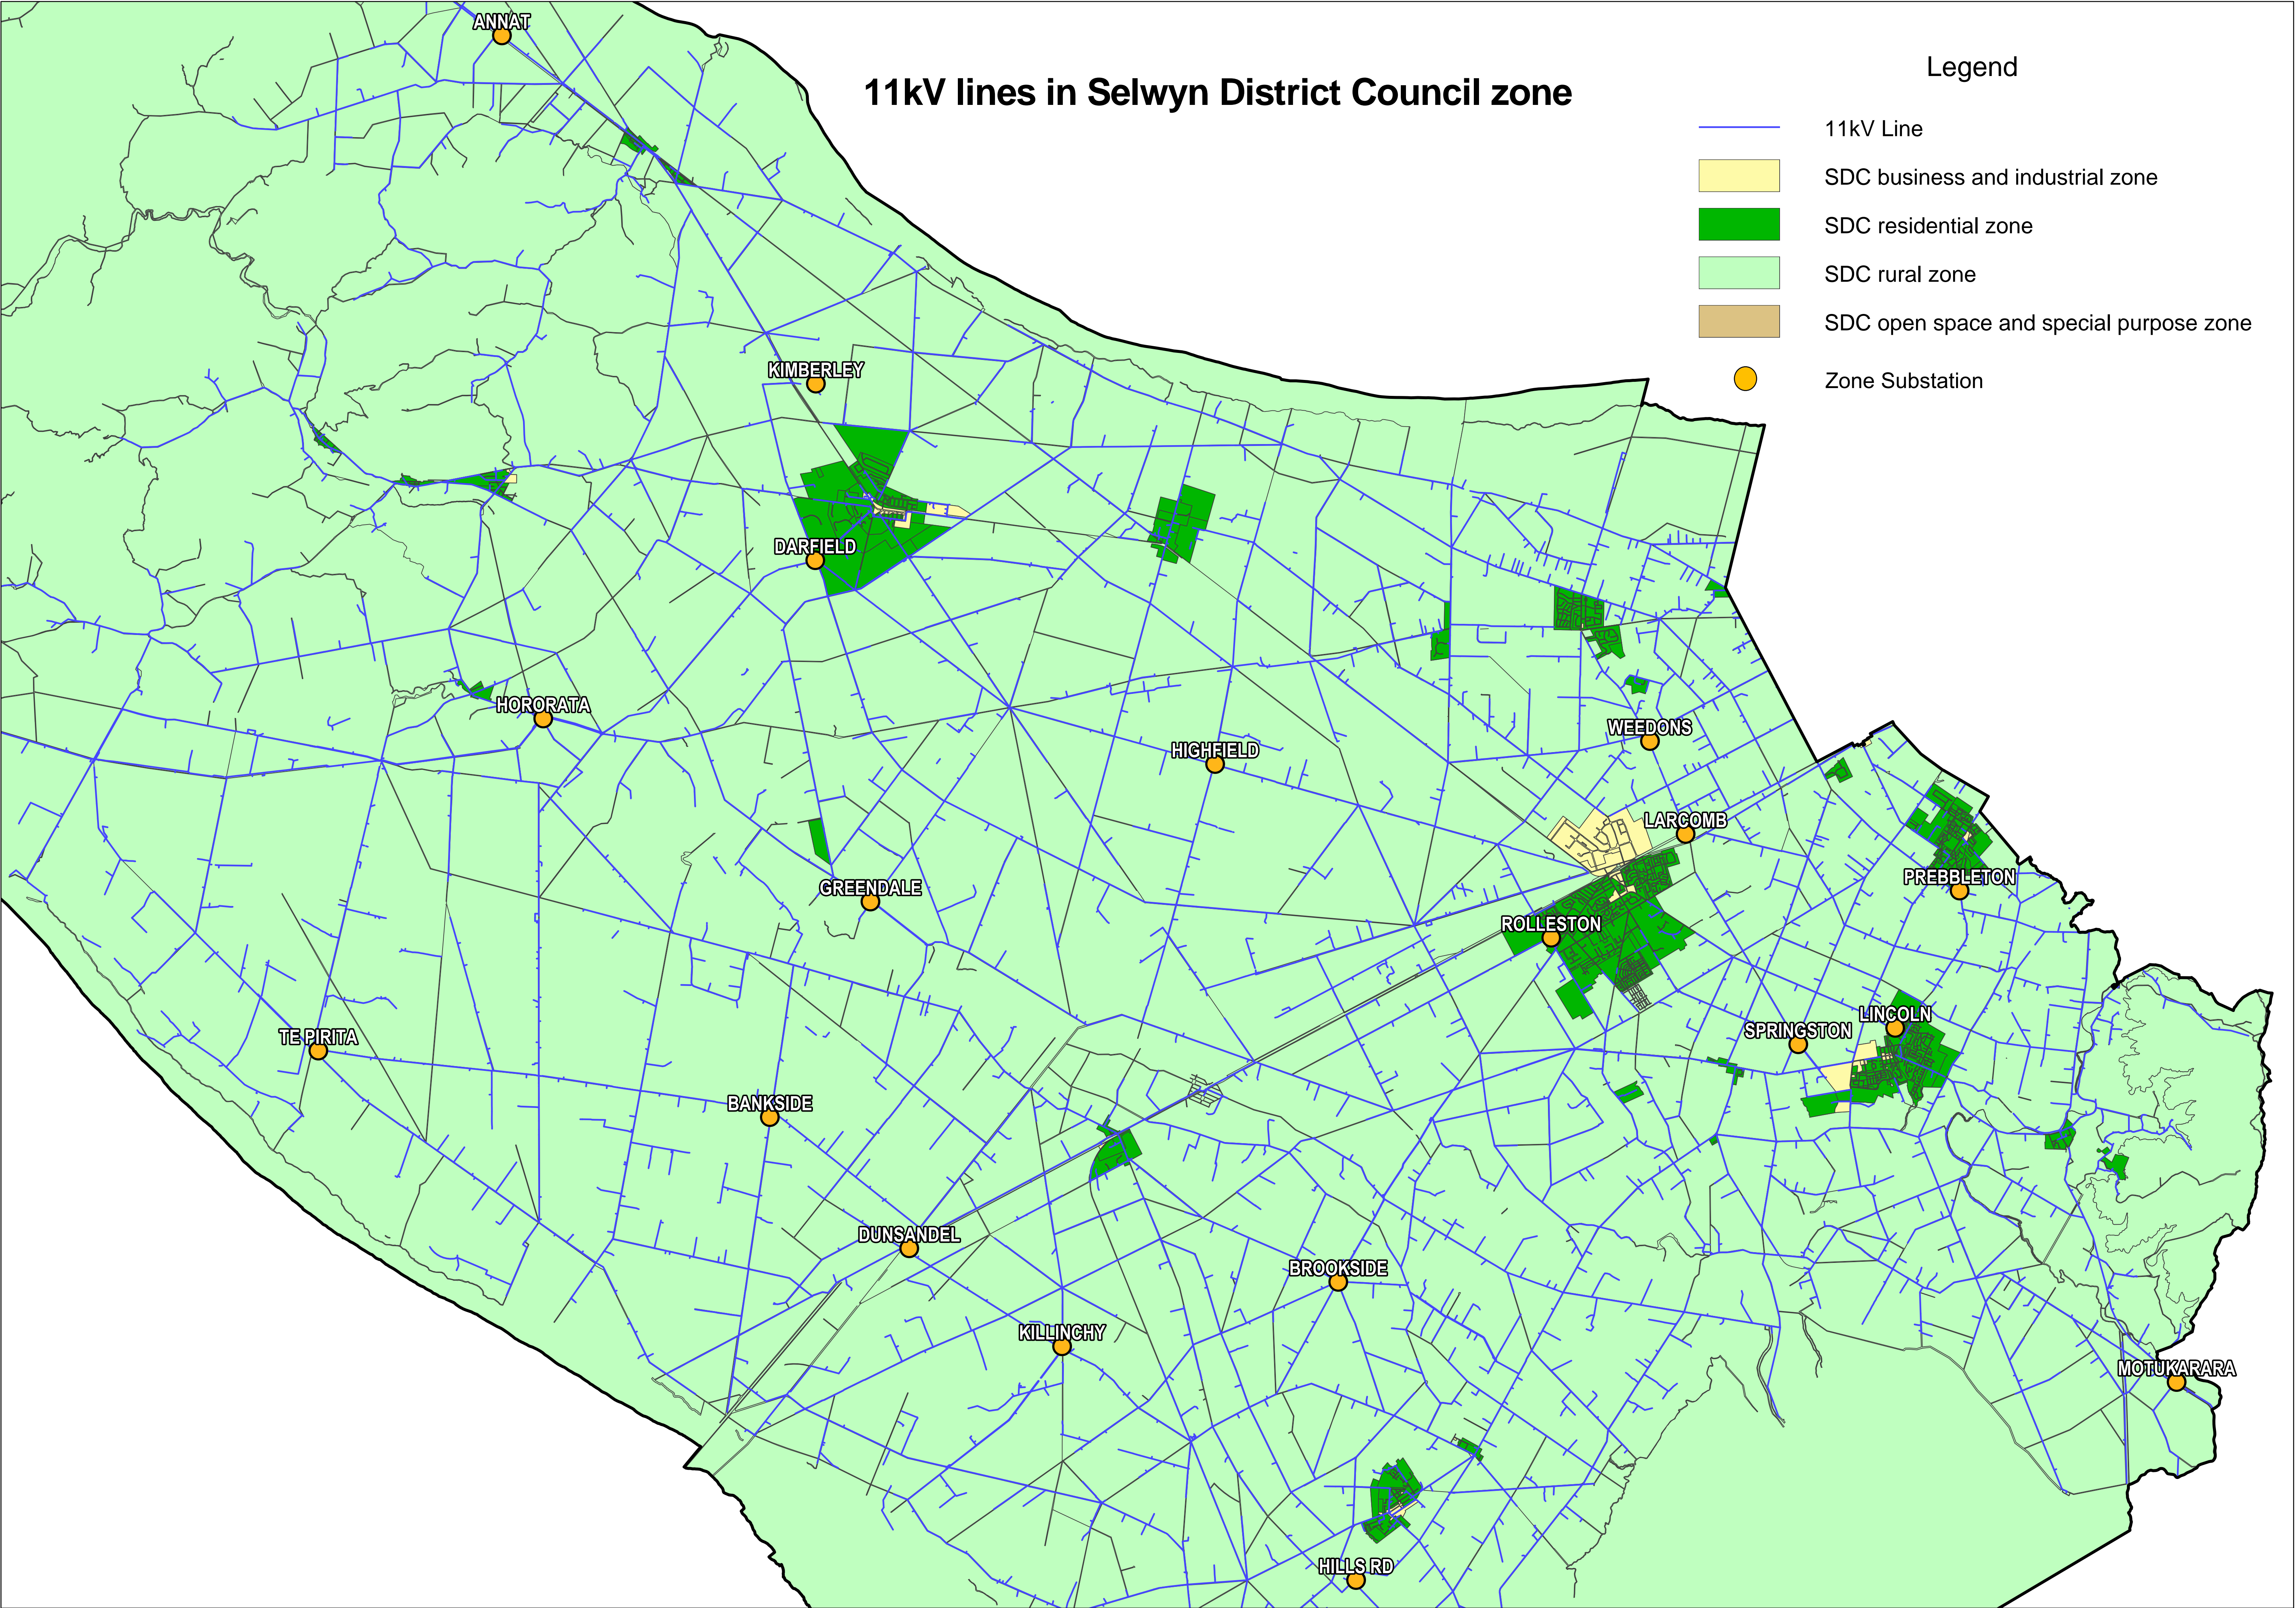 11kV lines in Selwyn District Council zone
Legend
11kV Line
SDC business and industrial zone
SDC residential zone
SDC rural zone
SDC open space and special purpose zone
Zone Substation
ANNAT
KIMBERLEY
DARFIELD
HORORATA
WEEDONS
HIGHFIELD
LARCOMB
GREENDALE
PREBBLETON
ROLLESTON
LINCOLN
SPRINGSTON
TE PIRITA
BANKSIDE
DUNSANDEL
BROOKSIDE
KILLINCHY
MOTUKARARA
HILLS RD